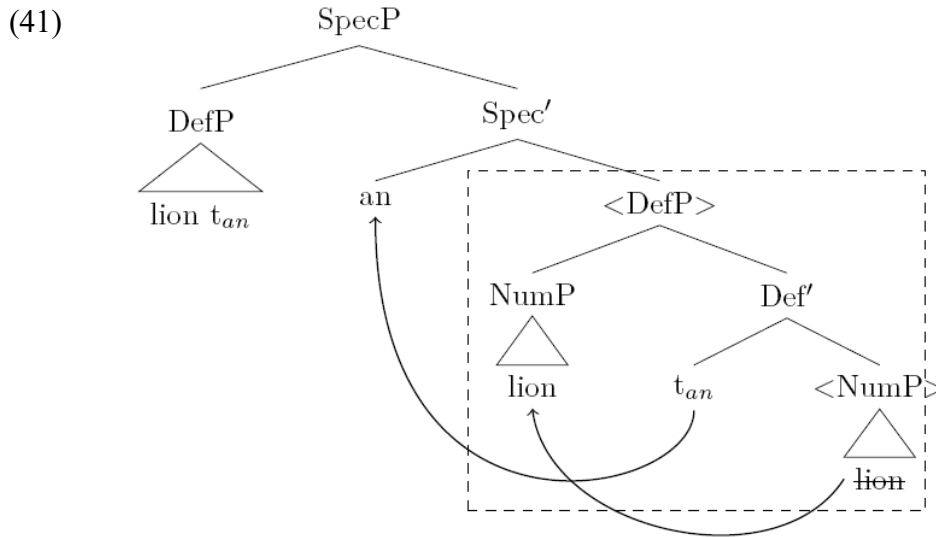 (41)
SpecP
DefP
Spec′
lion t_an
an
<DefP>
NumP
Def′
lion
t_an
<NumP>
lion